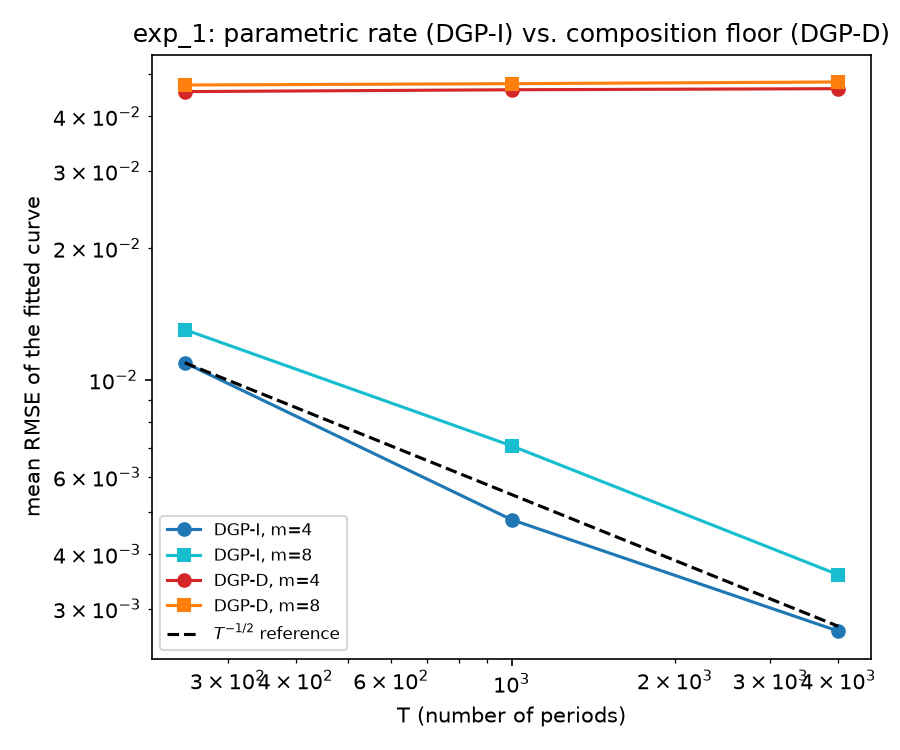 exp_1: parametric rate (DGP-I) vs. composition floor (DGP-D)
mean RMSE of the fitted curve
4 × 10⁻²
3 × 10⁻²
2 × 10⁻²
10⁻²
6 × 10⁻³
4 × 10⁻³
3 × 10⁻³
DGP-I, m=4
DGP-I, m=8
DGP-D, m=4
DGP-D, m=8
T⁻¹/² reference
3 × 10² 4 × 10² 6 × 10² 10³ 2 × 10³ 3 × 10³ 4 × 10³
T (number of periods)